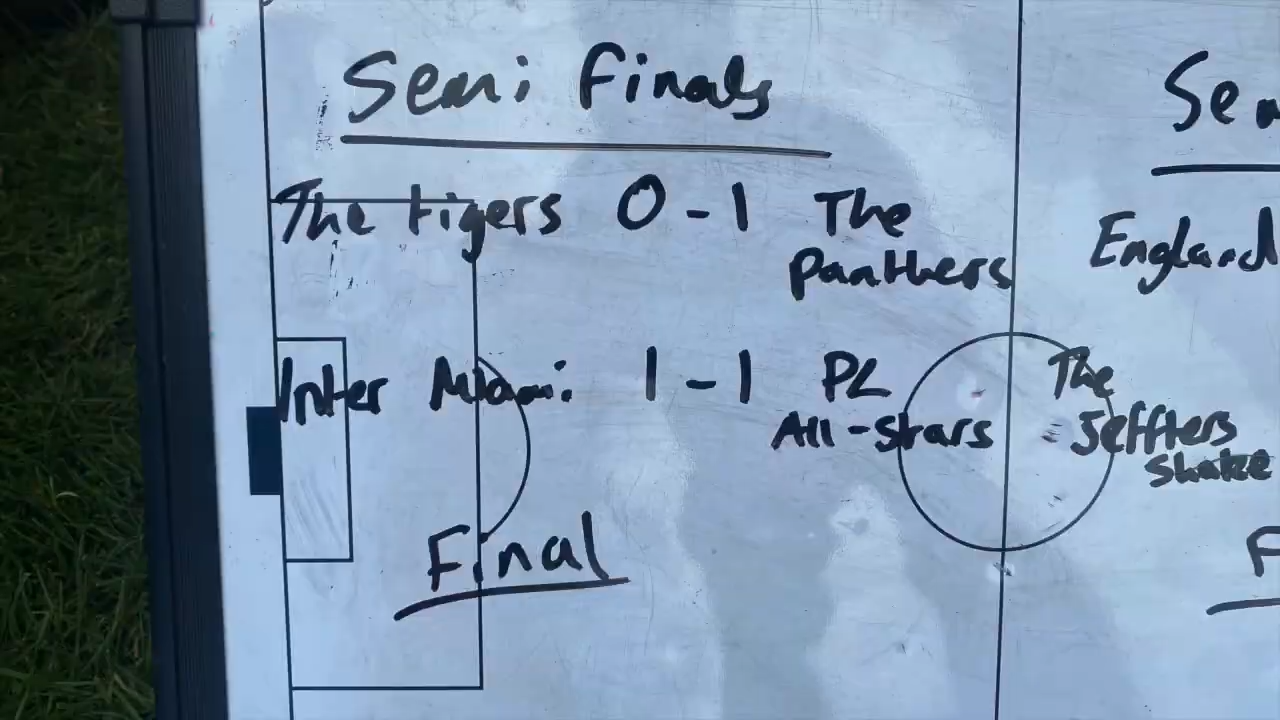 Semi Finals
The tigers 0-1 The
Panthers
Inter Miami 1-1 PL
All-stars
Final
Sem
England
The
Jeffters
Shake
F